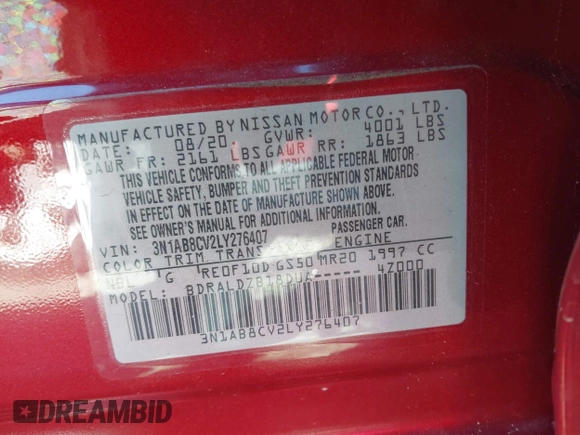 MANUFACTURED BY NISSAN MOTOR CO., LTD.
DATE: 08/20 GVWR: 4001 LBS
GAWR FR: 2161 LBS GAWR RR: 1863 LBS
THIS VEHICLE CONFORMS TO ALL APPLICABLE FEDERAL MOTOR
VEHICLE SAFETY, BUMPER AND THEFT PREVENTION STANDARDS
IN EFFECT ON THE DATE OF MANUFACTURE SHOWN ABOVE.
SEE OWNER'S MANUAL FOR ADDITIONAL INFORMATION.
VIN: 3N1AB8CV2LY276407 PASSENGER CAR.
COLOR TRIM TRANS ENGINE
NBL G RE0F10D GS50 MR20 1997 CC
MODEL: 4Z000
3N1AB8CV2LY276407
DREAMBID